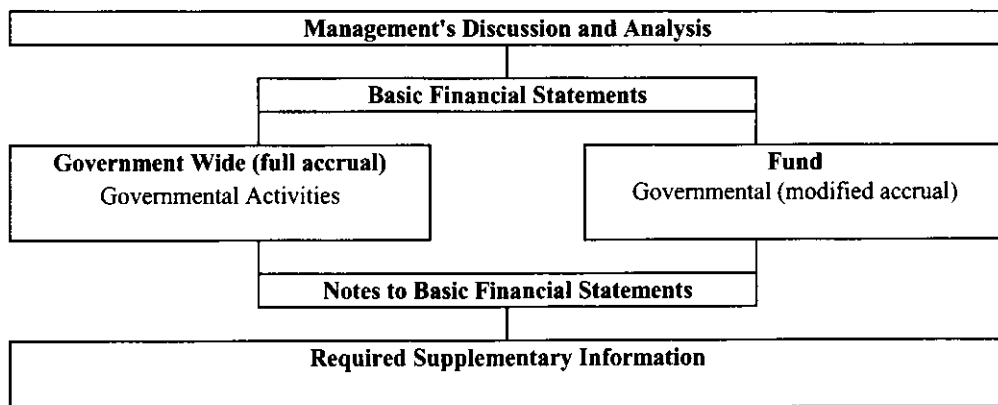 Management's Discussion and Analysis
Basic Financial Statements
Government Wide (full accrual)
Governmental Activities
Fund
Governmental (modified accrual)
Notes to Basic Financial Statements
Required Supplementary Information